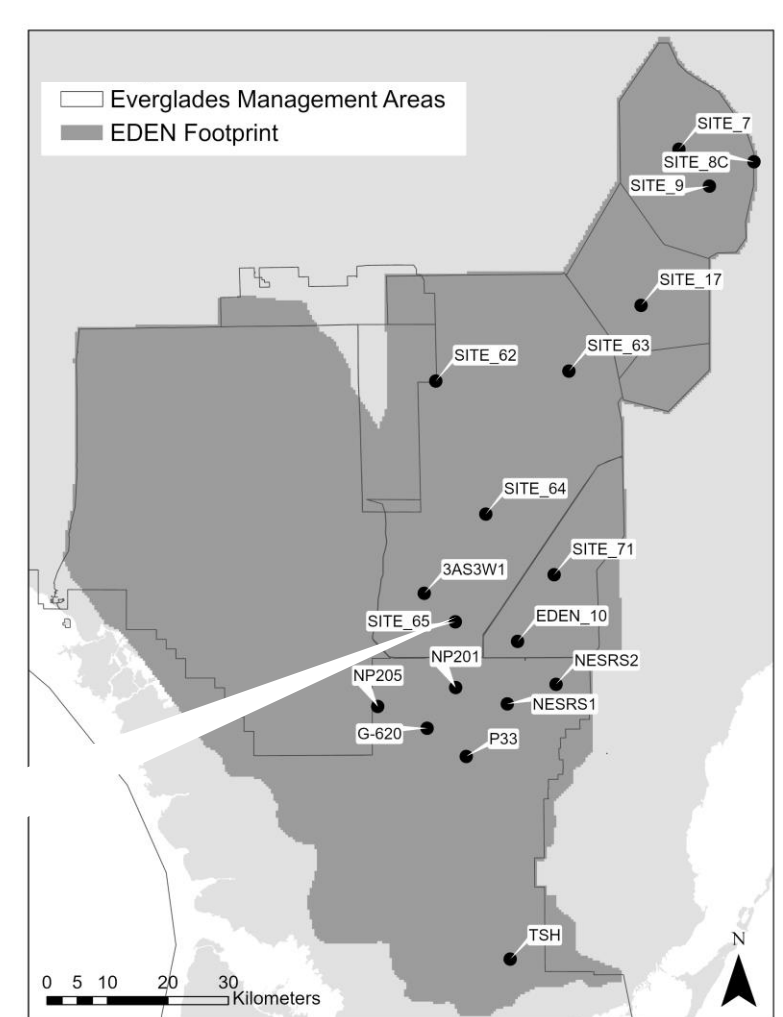 Everglades Management Areas
EDEN Footprint
SITE_7
SITE_8C
SITE_9
SITE_17
SITE_63
SITE_62
SITE_64
SITE_71
3AS3W1
SITE_65
EDEN_10
NP201
NESRS2
NP205
NESRS1
G-620
P33
TSH
N
0 5 10 20 30
Kilometers